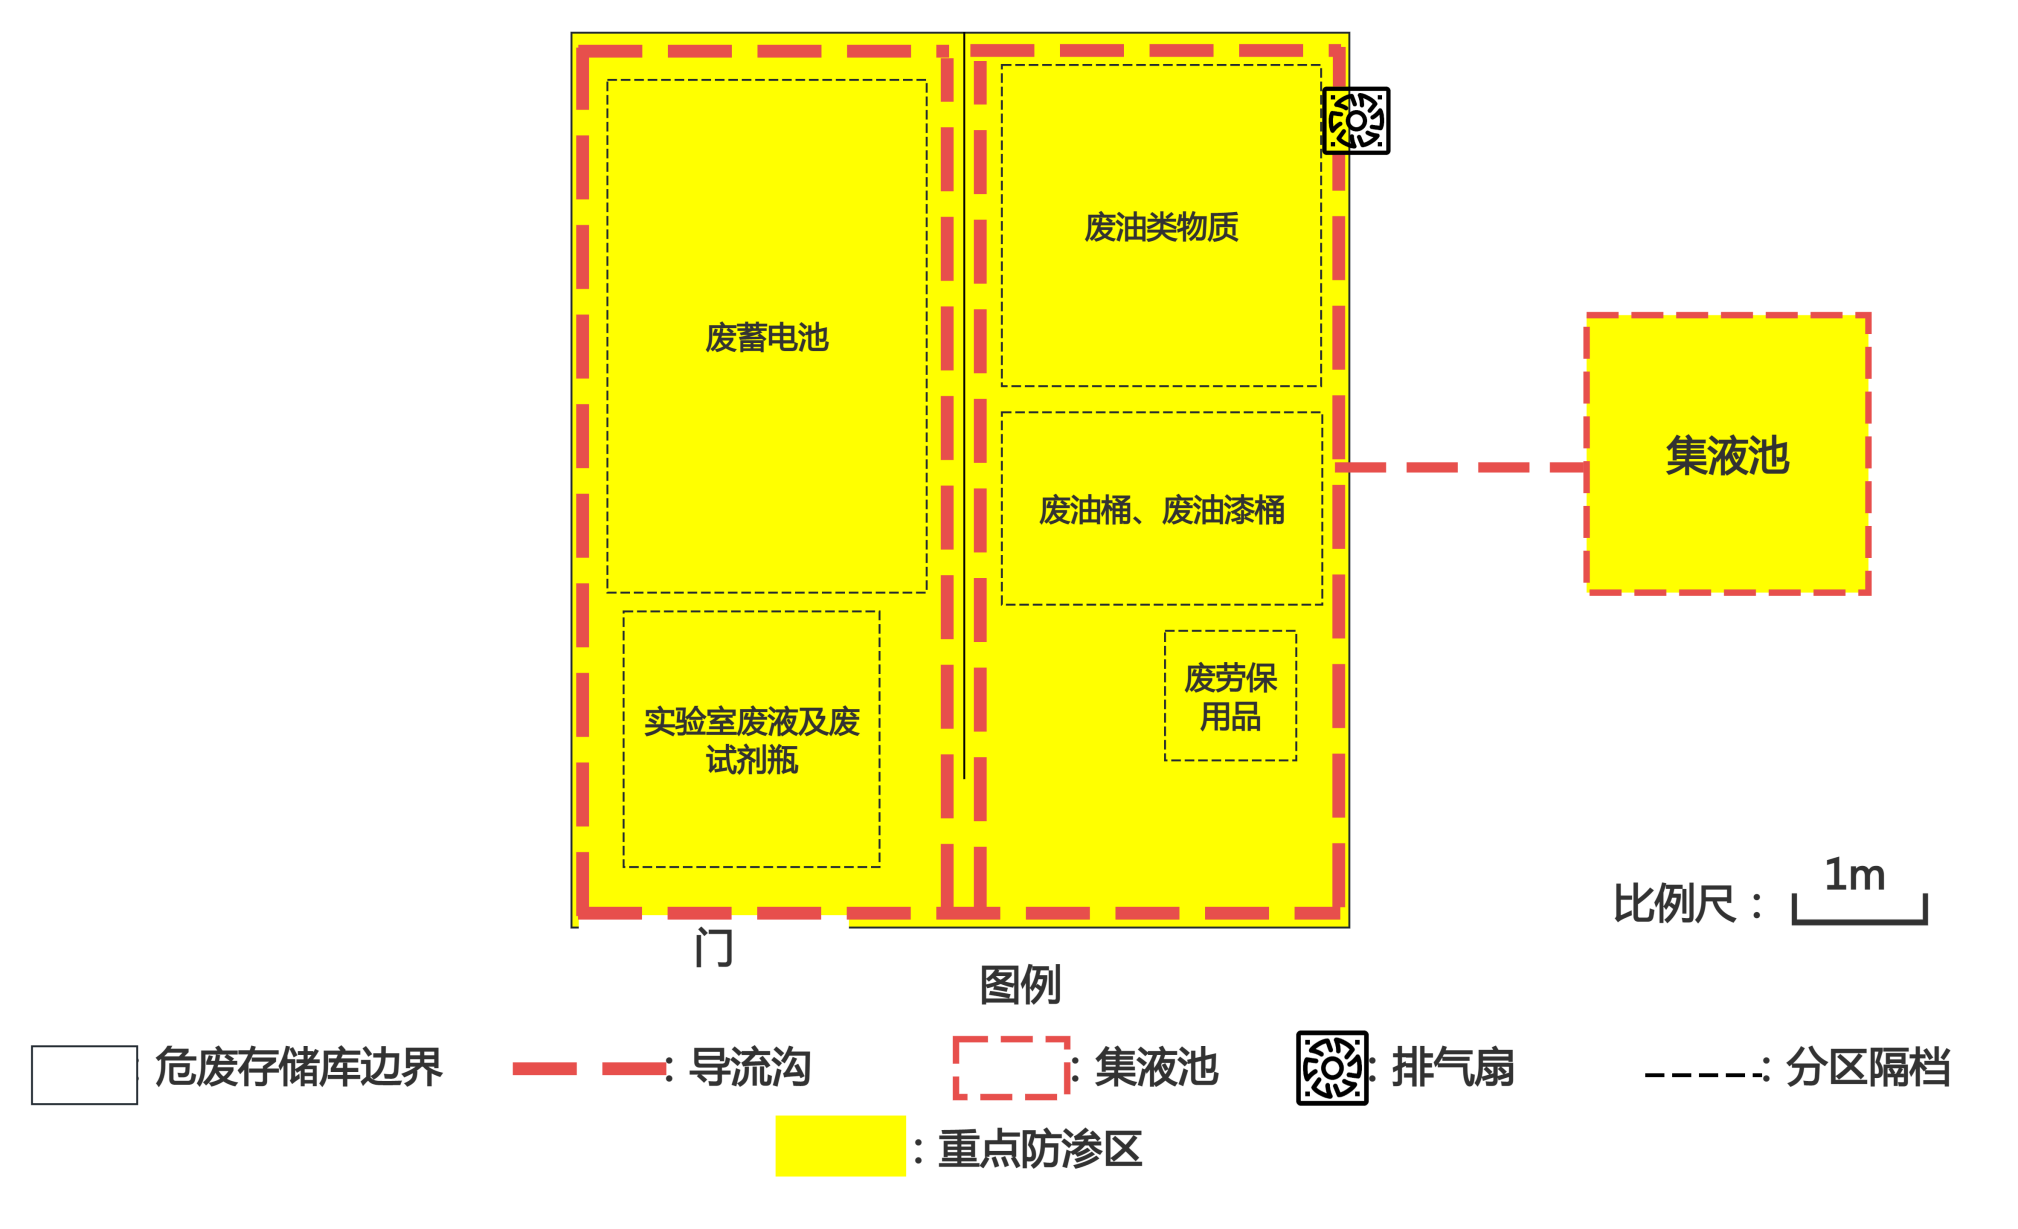 废油类物质
废蓄电池
集液池
废油桶、废油漆桶
废劳保
用品
实验室废液及废
试剂瓶
1m
比例尺：
门
图例
: 危废存储库边界
: 导流沟
: 集液池
: 排气扇
: 分区隔档
: 重点防渗区